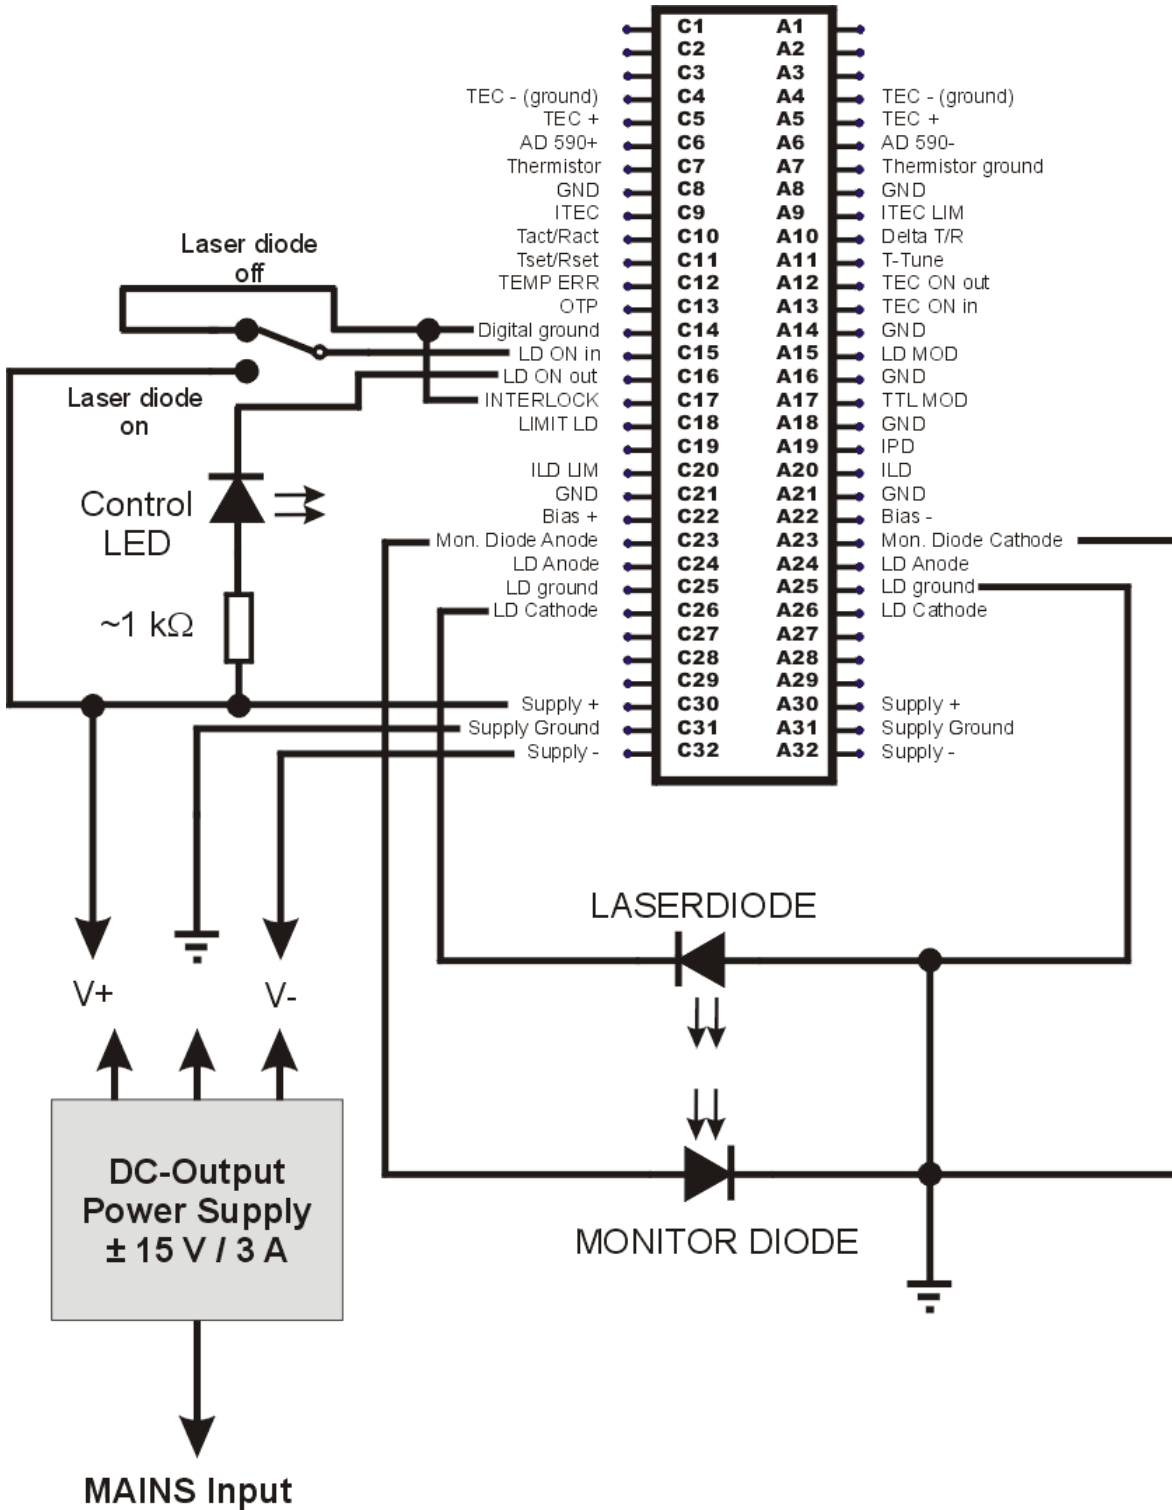 C1 A1
C2 A2
C3 A3
TEC - (ground) C4 A4 TEC - (ground)
TEC + C5 A5 TEC +
AD 590+ C6 A6 AD 590-
Thermistor C7 A7 Thermistor ground
GND C8 A8 GND
ITEC C9 A9 ITEC LIM
Tact/Ract C10 A10 Delta T/R
Tset/Rset C11 A11 T-Tune
TEMP ERR C12 A12 TEC ON out
OTP C13 A13 TEC ON in
Digital ground C14 A14 GND
LD ON in C15 A15 LD MOD
LD ON out C16 A16 GND
INTERLOCK C17 A17 TTL MOD
LIMIT LD C18 A18 GND
C19 A19 IPD
ILD LIM C20 A20 ILD
GND C21 A21 GND
Bias + C22 A22 Bias -
Mon. Diode Anode C23 A23 Mon. Diode Cathode
LD Anode C24 A24 LD Anode
LD ground C25 A25 LD ground
LD Cathode C26 A26 LD Cathode
C27 A27
C28 A28
C29 A29
Supply + C30 A30 Supply +
Supply Ground C31 A31 Supply Ground
Supply - C32 A32 Supply -
Laser diode
off
Laser diode
on
Control
LED
~1 kΩ
LASERDIODE
V+ V-
DC-Output
Power Supply
± 15 V / 3 A
MONITOR DIODE
MAINS Input